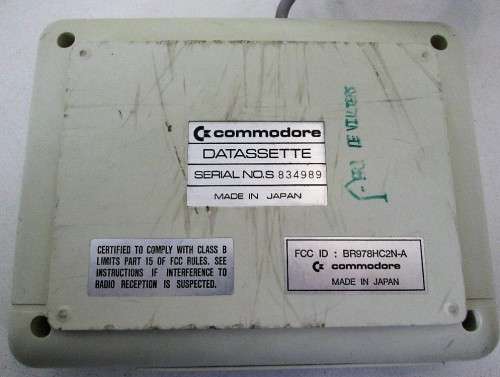 commodore
DATASSETTE
SERIAL NO.S 834989
MADE IN JAPAN
CERTIFIED TO COMPLY WITH CLASS B
LIMITS PART 15 OF FCC RULES. SEE
INSTRUCTIONS IF INTERFERENCE TO
RADIO RECEPTION IS SUSPECTED.
FCC ID : BR978HC2N-A
commodore
MADE IN JAPAN